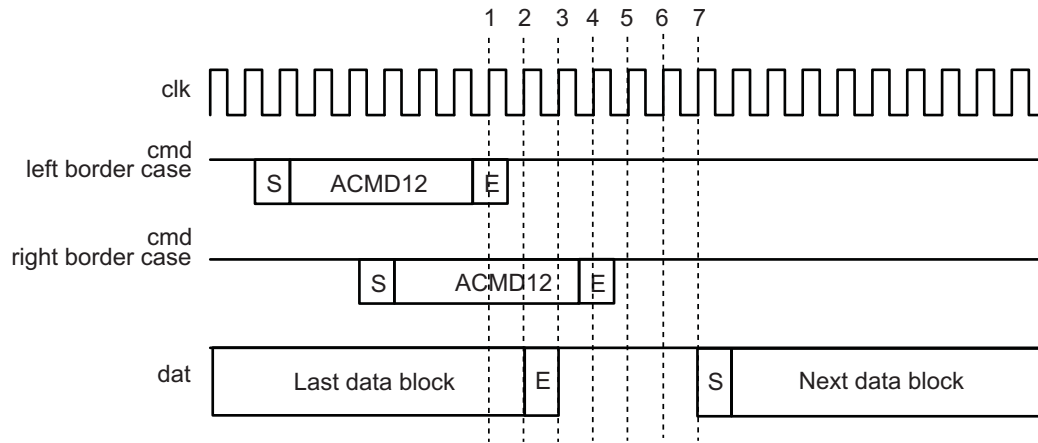 1 2 3 4 5 6 7
clk
cmd
left border case
S ACMD12 E
cmd
right border case
S ACMD12 E
dat
Last data block E S Next data block